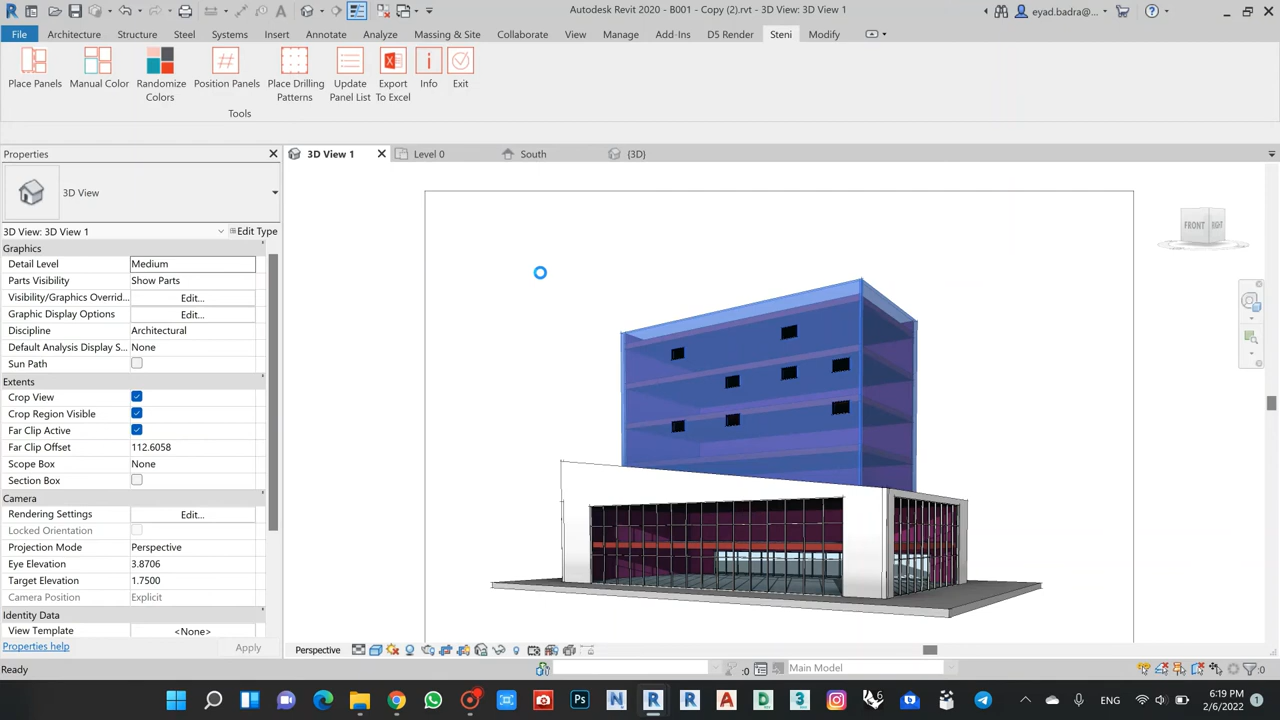 Autodesk Revit 2020 - B001 - Copy (2).rvt - 3D View: 3D View 1
eyad.badra@...
File Architecture Structure Steel Systems Insert Annotate Analyze Massing & Site Collaborate View Manage Add-Ins D5 Render Steni Modify
Place Panels
Manual Color
Randomize
Colors
Position Panels
Place Drilling
Patterns
Update
Panel List
Export
To Excel
Info
Exit
Tools
Properties
3D View 1
Level 0
South
(3D)
3D View
3D View: 3D View 1
Edit Type
Graphics
Detail Level Medium
Parts Visibility Show Parts
Visibility/Graphics Overrid... Edit...
Graphic Display Options Edit...
Discipline Architectural
Default Analysis Display S... None
Sun Path
Extents
Crop View
Crop Region Visible
Far Clip Active
Far Clip Offset 112.6058
Scope Box None
Section Box
Camera
Rendering Settings Edit...
Locked Orientation
Projection Mode Perspective
Eye Elevation 3.8706
Target Elevation 1.7500
Camera Position Explicit
Identity Data
View Template <None>
Properties help
Apply
FRONT RIGHT
Perspective
Ready
:0
Main Model
:0
ENG
6:19 PM
2/6/2022